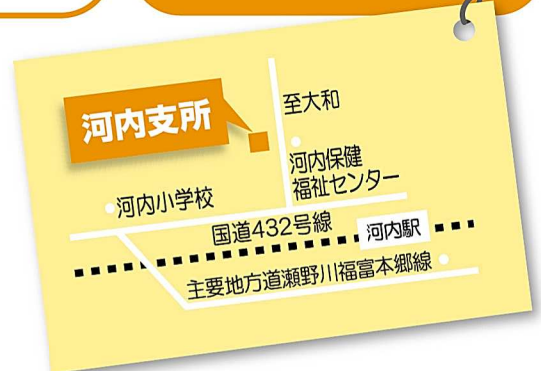 河内支所
至大和
河内保健
福祉センター
河内小学校
国道432号線
河内駅
主要地方道瀬野川福富本郷線